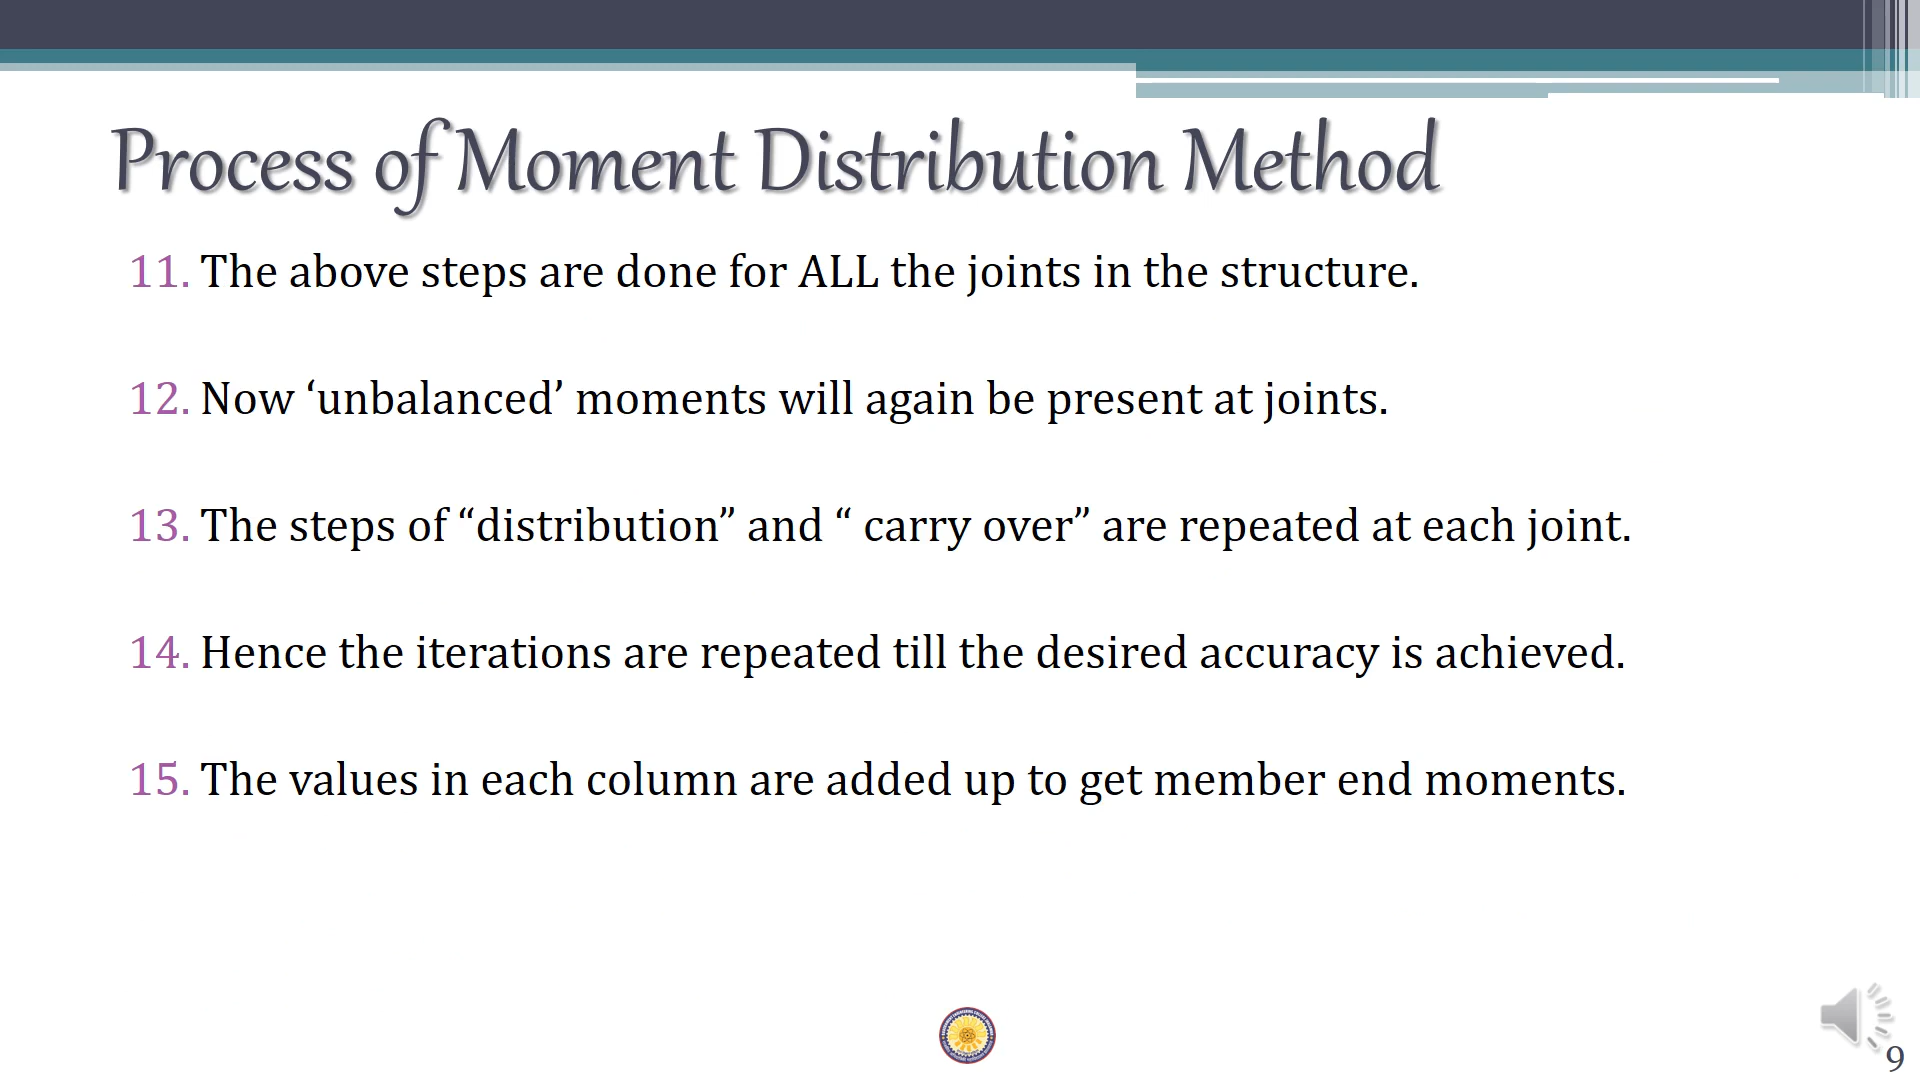 Process of Moment Distribution Method
11. The above steps are done for ALL the joints in the structure.
12. Now ‘unbalanced’ moments will again be present at joints.
13. The steps of “distribution” and “ carry over” are repeated at each joint.
14. Hence the iterations are repeated till the desired accuracy is achieved.
15. The values in each column are added up to get member end moments.
9